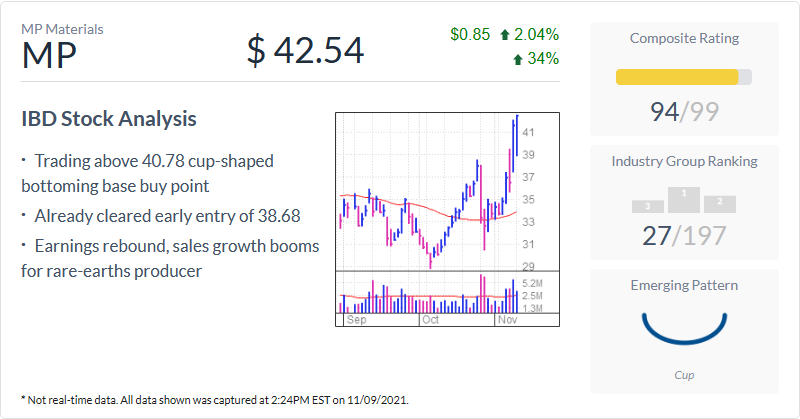 MP Materials
MP
$ 42.54
$0.85 2.04%
34%
IBD Stock Analysis
· Trading above 40.78 cup-shaped
bottoming base buy point
· Already cleared early entry of 38.68
· Earnings rebound, sales growth booms
for rare-earths producer
41
39
37
35
33
31
29
5.2M
2.5M
1.3M
Sep
Oct
Nov
* Not real-time data. All data shown was captured at 2:24PM EST on 11/09/2021.
Composite Rating
94/99
Industry Group Ranking
3
1
2
27/197
Emerging Pattern
Cup